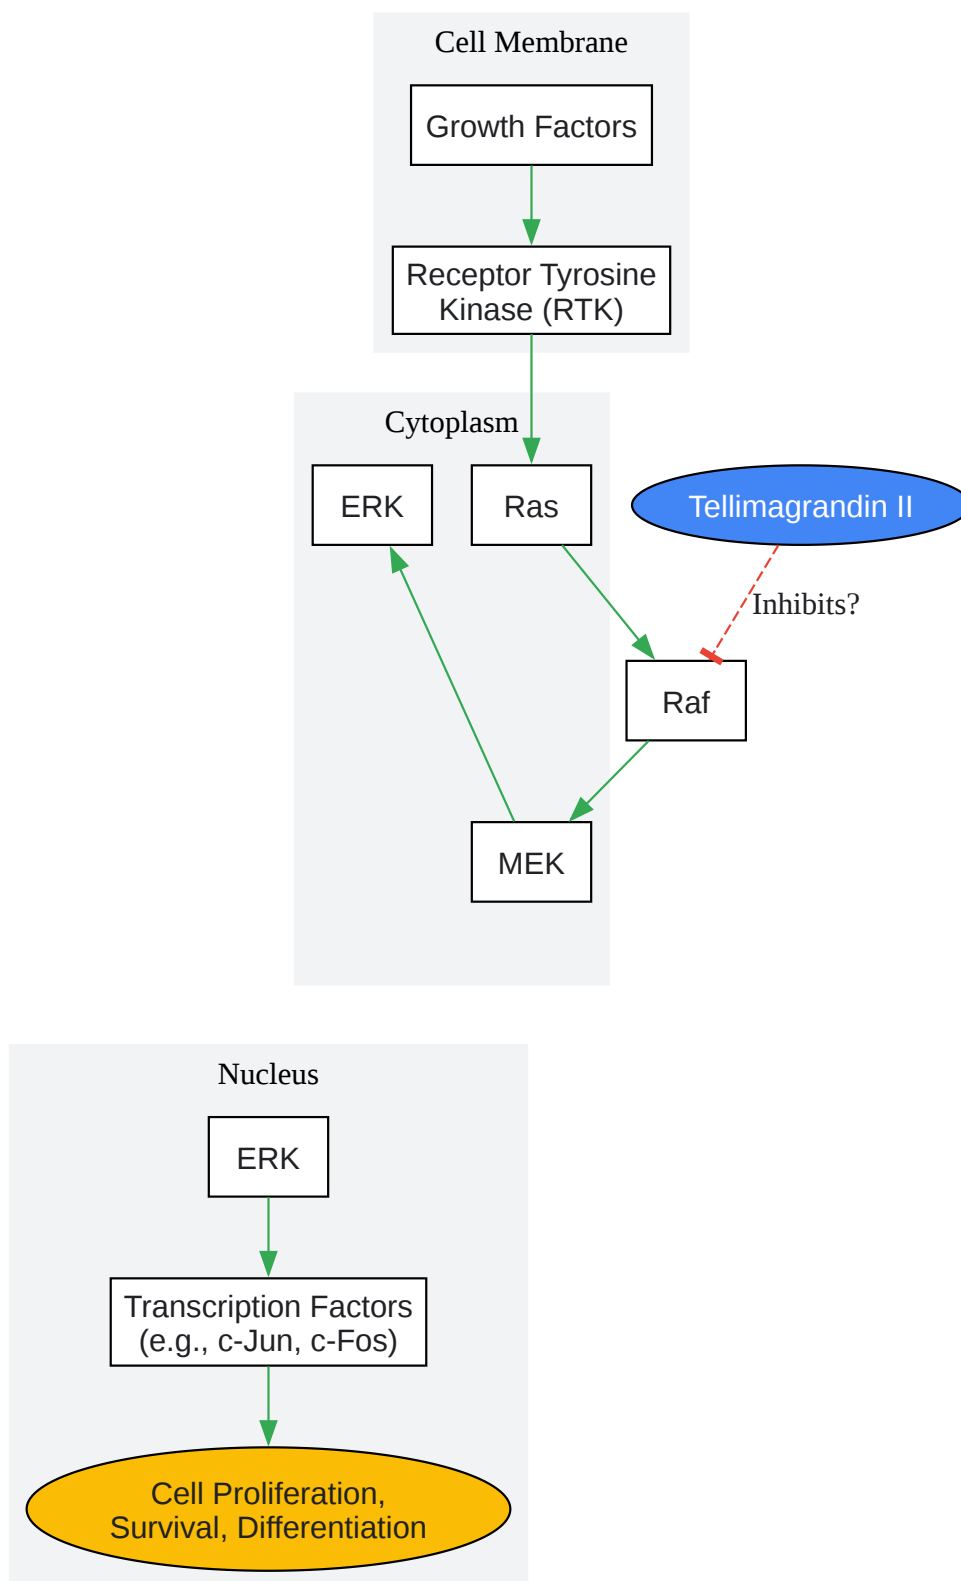 Cell Membrane
Growth Factors
Receptor Tyrosine
Kinase (RTK)
Cytoplasm
ERK
Ras
Tellimagrandin II
Inhibits?
Raf
MEK
Nucleus
ERK
Transcription Factors
(e.g., c-Jun, c-Fos)
Cell Proliferation,
Survival, Differentiation